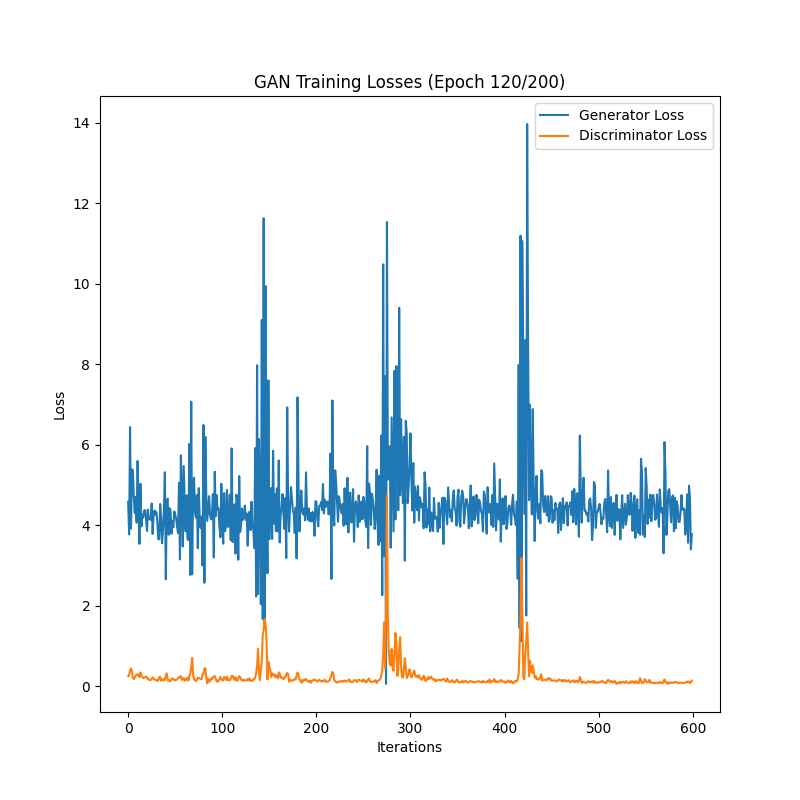 GAN Training Losses (Epoch 120/200)
Generator Loss
Discriminator Loss
14
12
10
8
6
4
2
0
Loss
0 100 200 300 400 500 600
Iterations